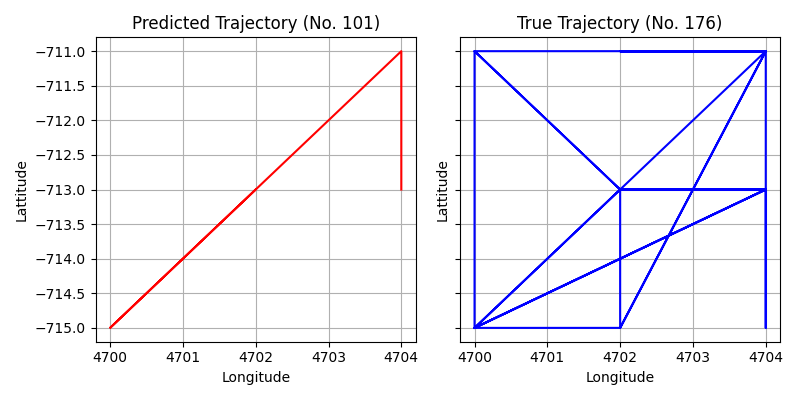 Predicted Trajectory (No. 101)
True Trajectory (No. 176)
−711.0
−711.5
−712.0
−712.5
−713.0
−713.5
−714.0
−714.5
−715.0
Lattitude
Lattitude
4700 4701 4702 4703 4704
4700 4701 4702 4703 4704
Longitude
Longitude